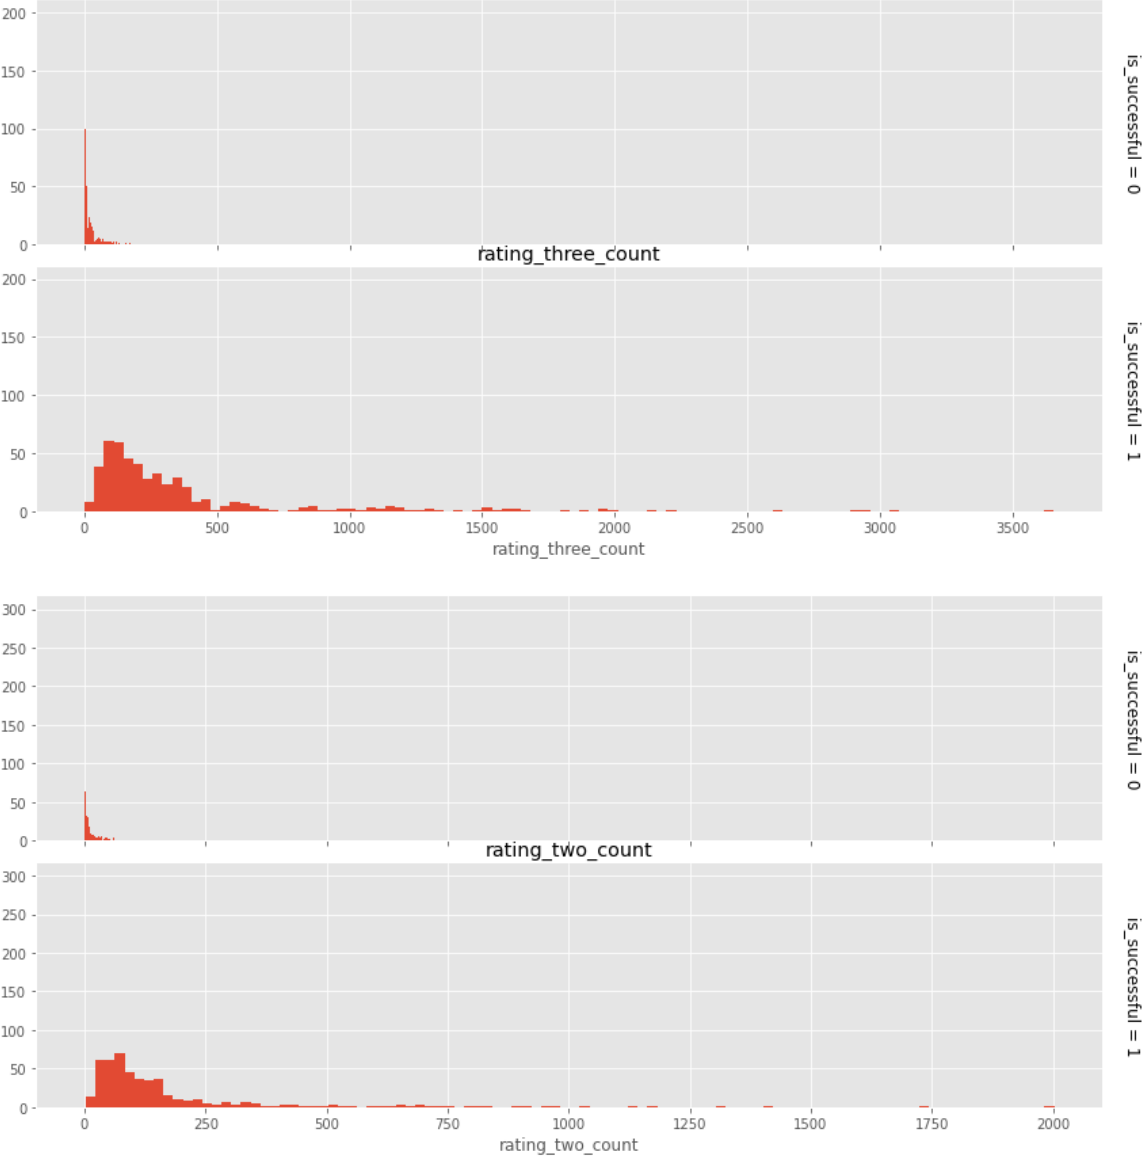 200
150
100
50
0
is_successful = 0
rating_three_count
200
150
100
50
0
is_successful = 1
0 500 1000 1500 2000 2500 3000 3500
rating_three_count
300
250
200
150
100
50
0
is_successful = 0
rating_two_count
300
250
200
150
100
50
0
is_successful = 1
0 250 500 750 1000 1250 1500 1750 2000
rating_two_count